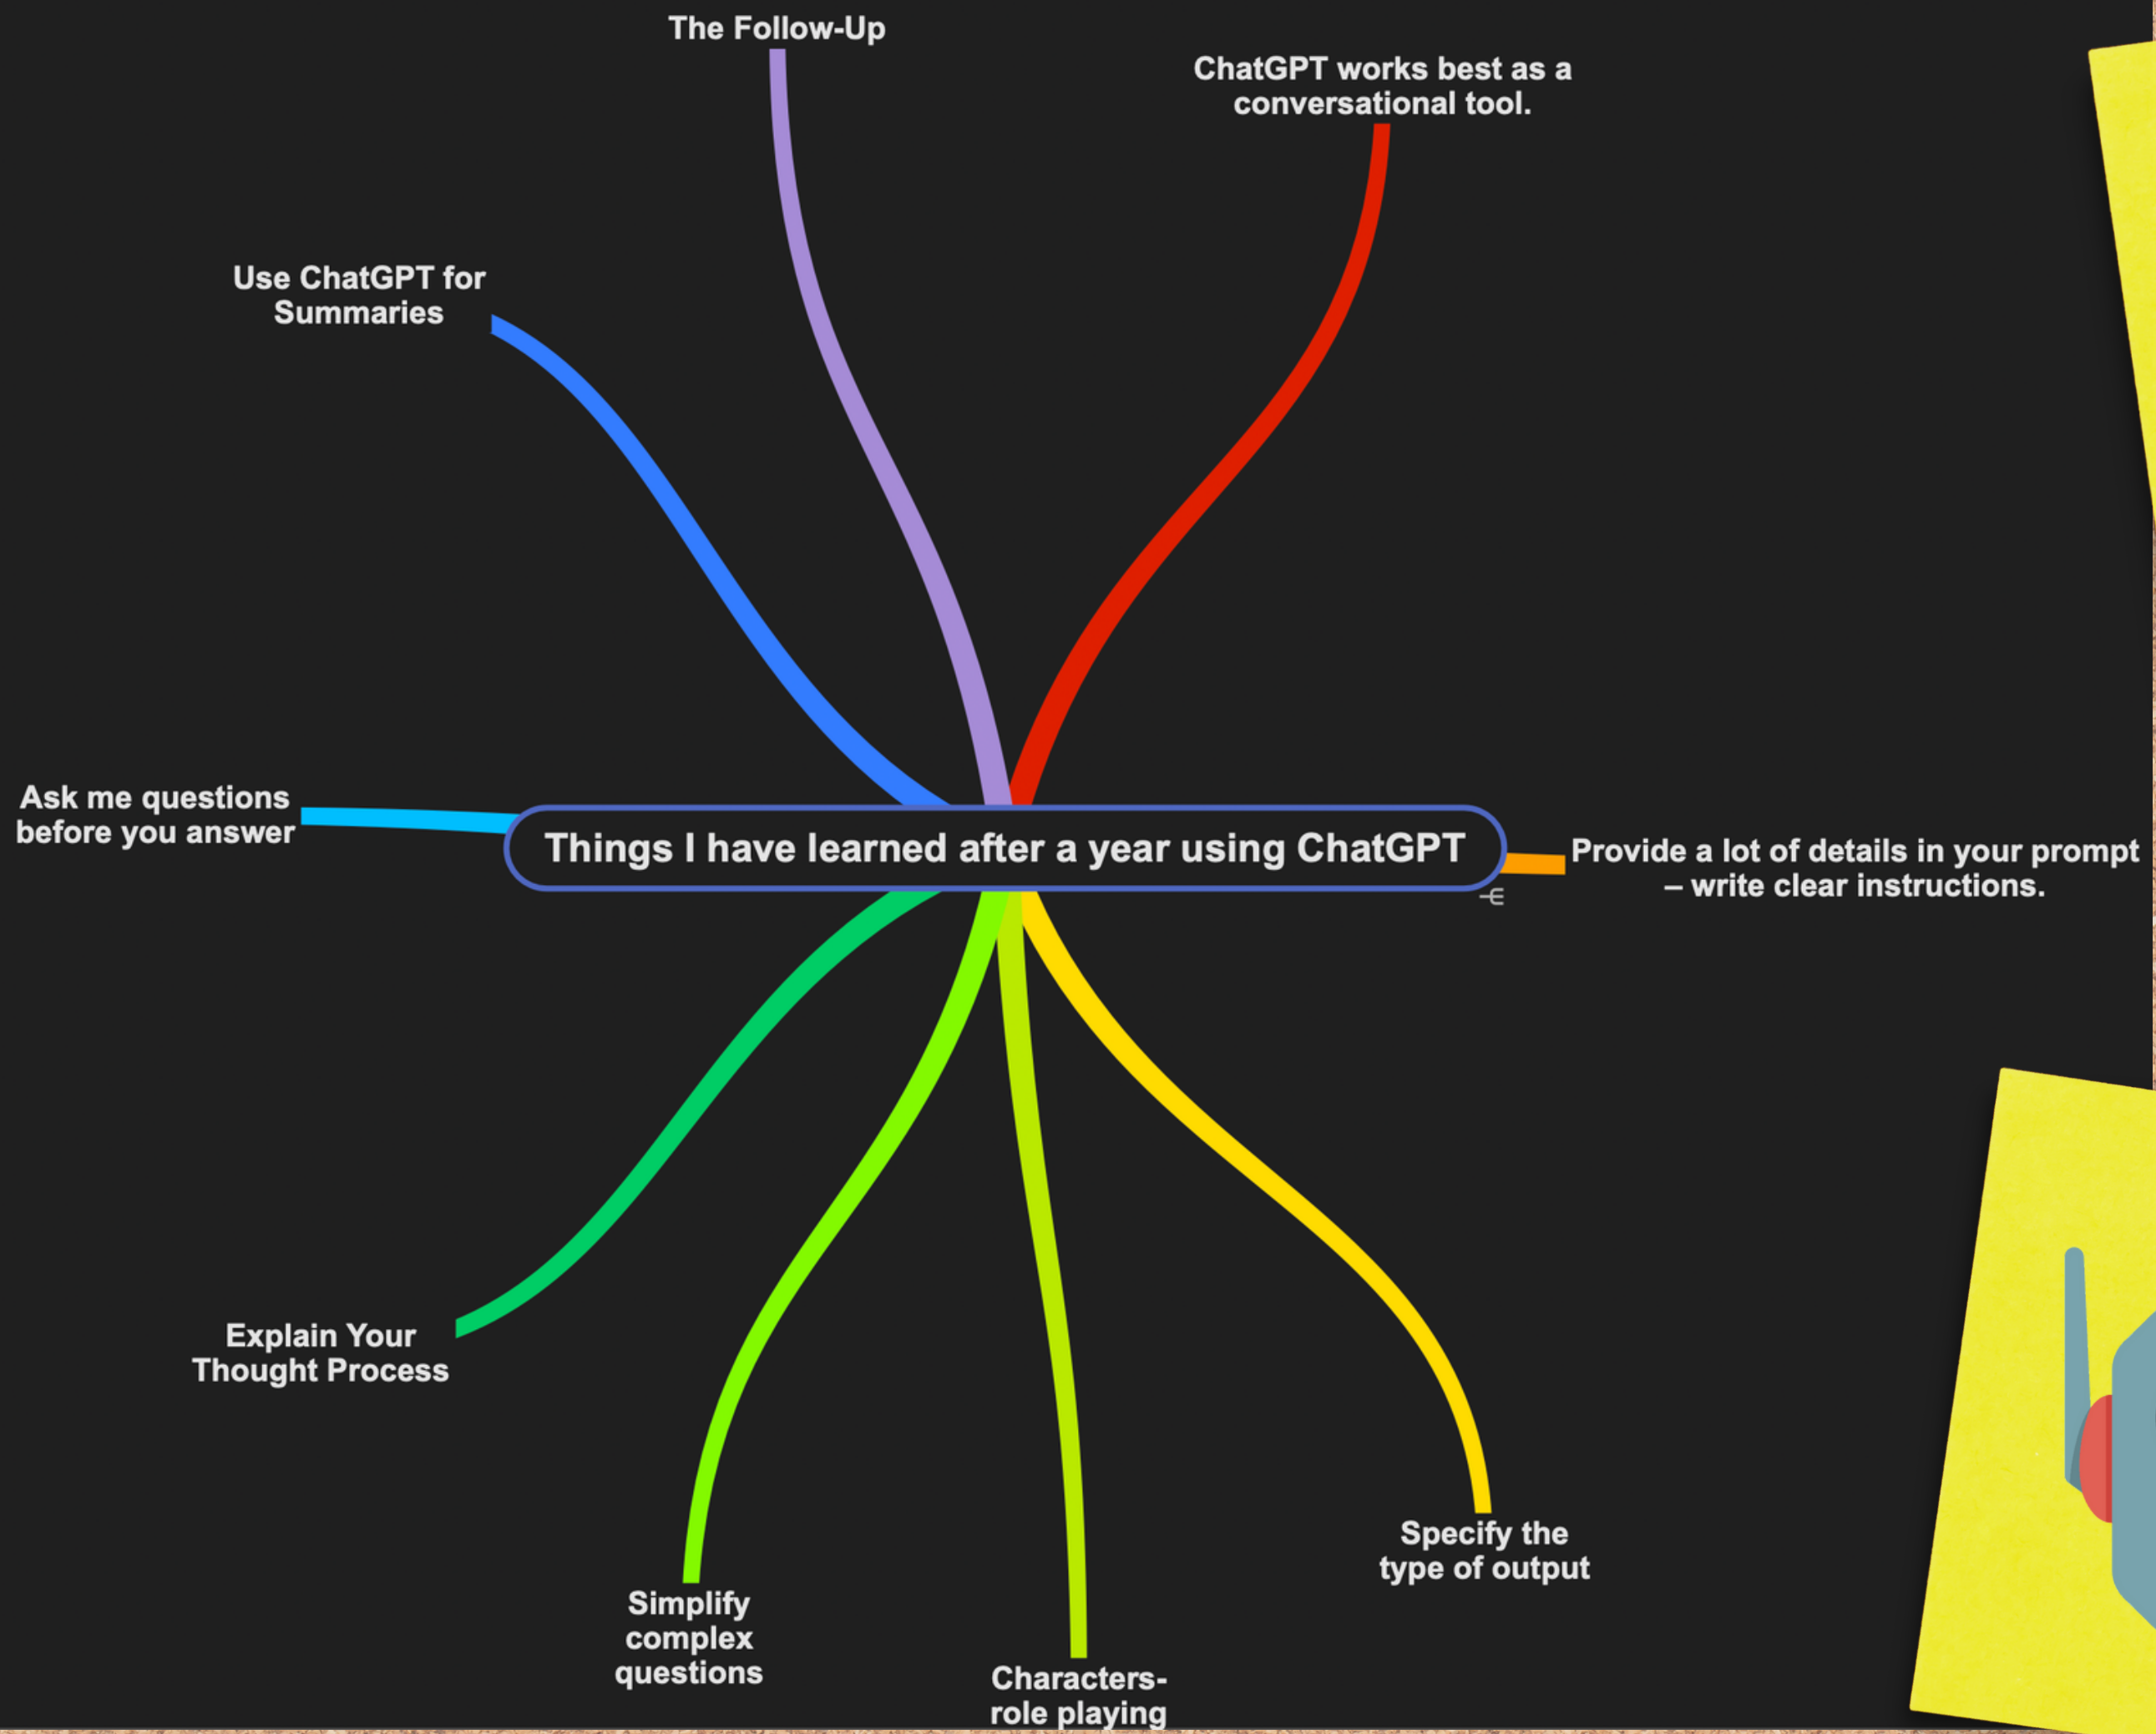 The Follow-Up
ChatGPT works best as a
conversational tool.
Use ChatGPT for
Summaries
Ask me questions
before you answer
Things I have learned after a year using ChatGPT
Provide a lot of details in your prompt
– write clear instructions.
Explain Your
Thought Process
Specify the
type of output
Simplify
complex
questions
Characters-
role playing